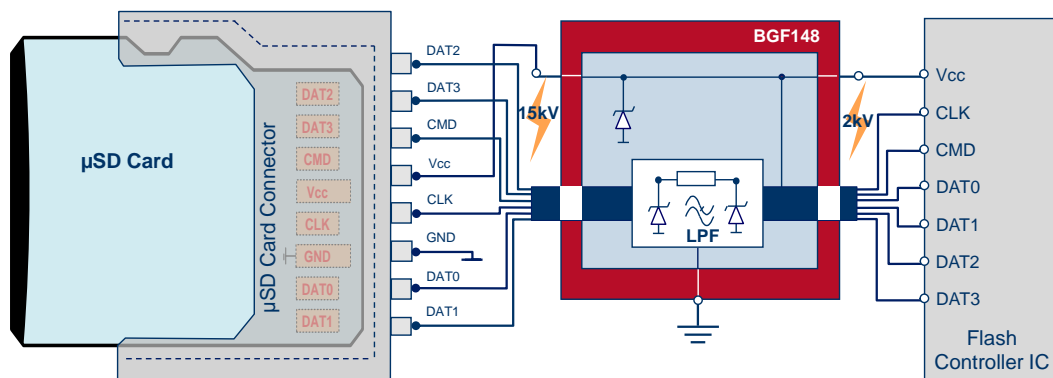 µSD Card
µSD Card Connector
DAT2
DAT3
CMD
Vcc
CLK
GND
DAT0
DAT1
DAT2
DAT3
CMD
Vcc
CLK
GND
DAT0
DAT1
15kV
BGF148
LPF
2kV
Vcc
CLK
CMD
DAT0
DAT1
DAT2
DAT3
Flash
Controller IC